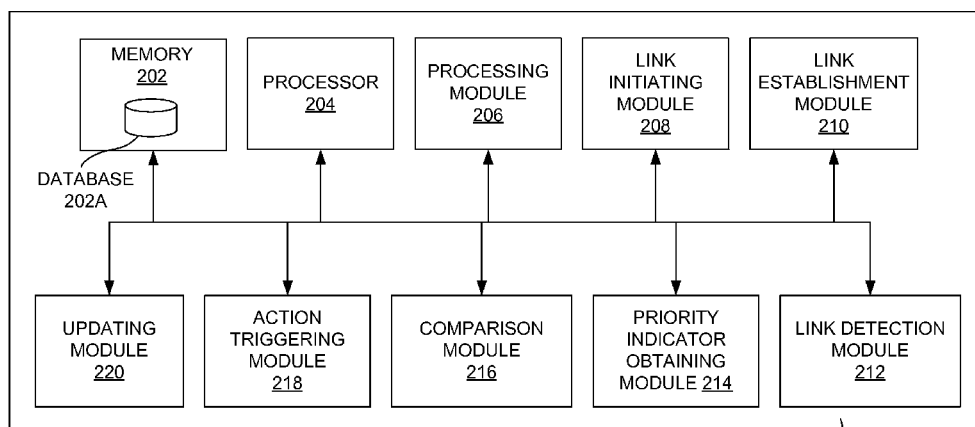 MEMORY
202
DATABASE
202A
PROCESSOR
204
PROCESSING
MODULE
206
LINK
INITIATING
MODULE
208
LINK
ESTABLISHMENT
MODULE
210
UPDATING
MODULE
220
ACTION
TRIGGERING
MODULE
218
COMPARISON
MODULE
216
PRIORITY
INDICATOR
OBTAINING
MODULE 214
LINK DETECTION
MODULE
212